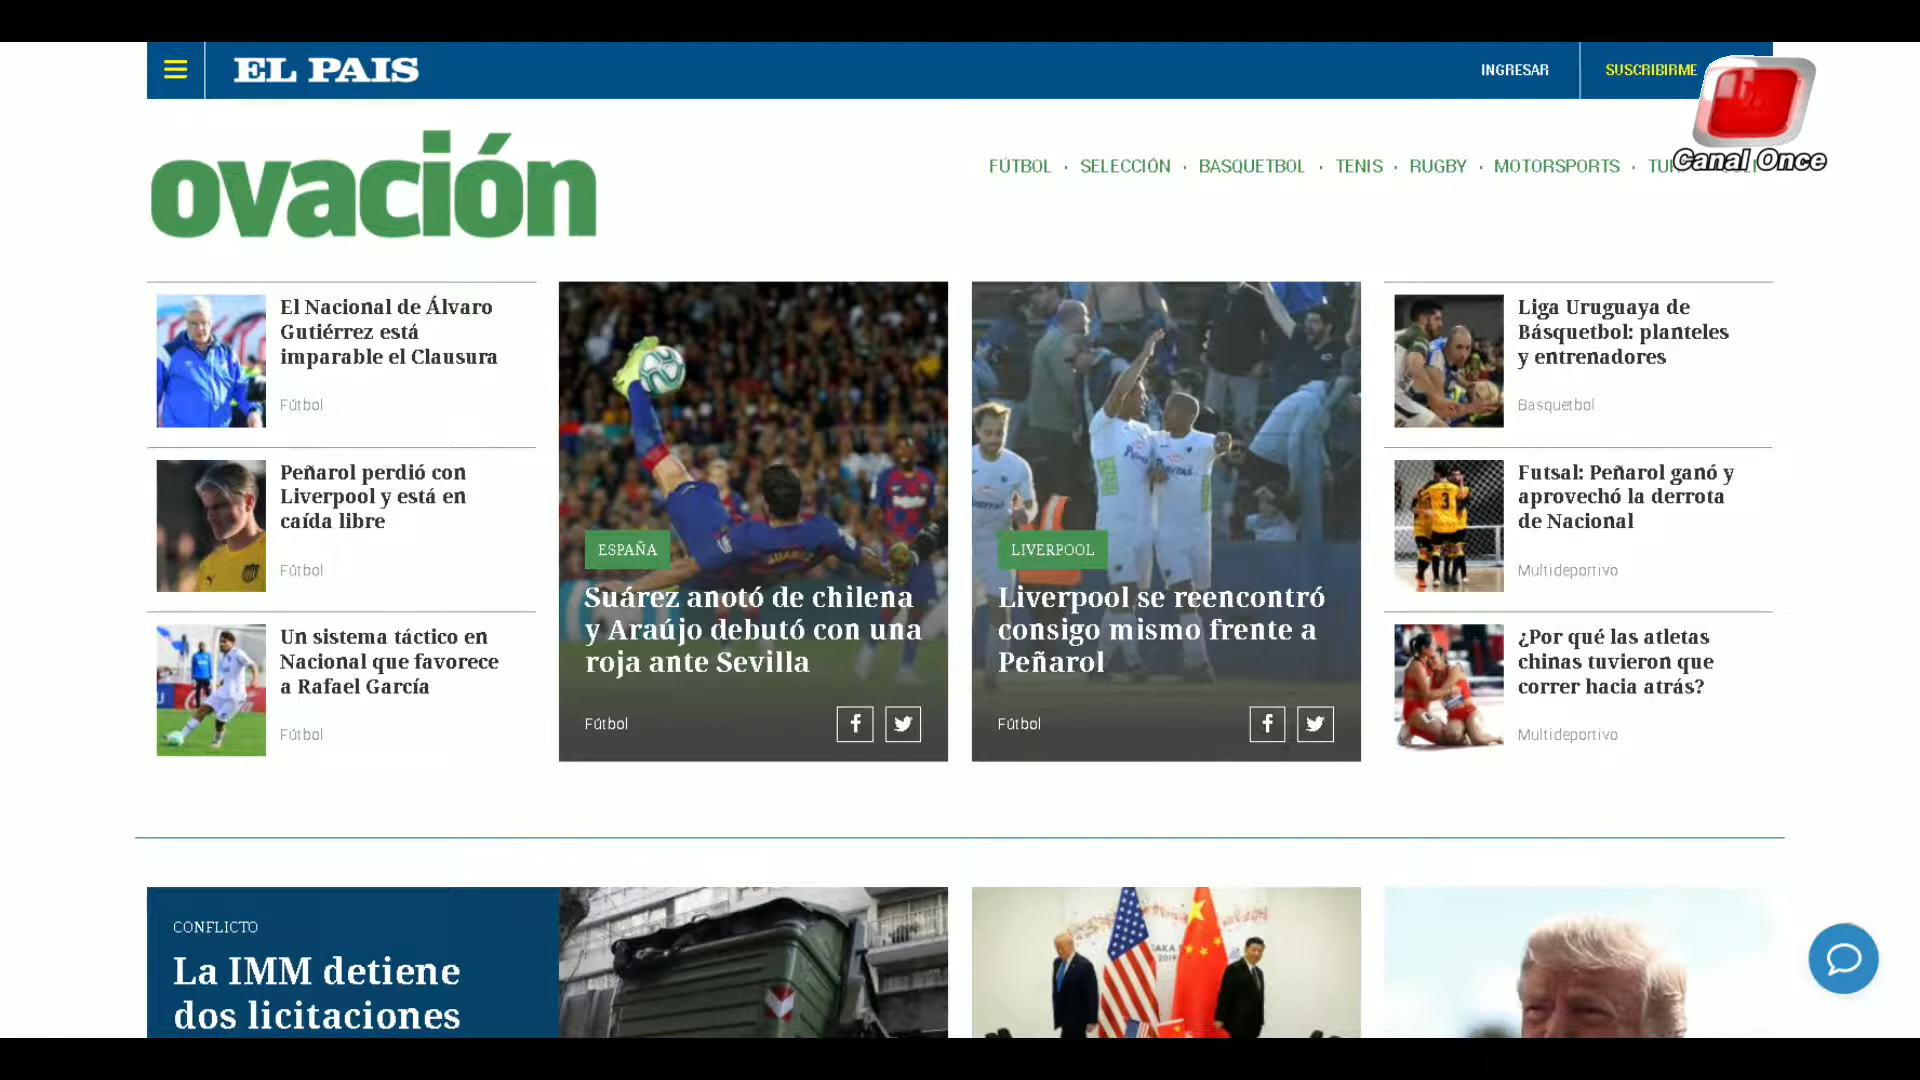 EL PAIS
INGRESAR
SUSCRIBIRME
Canal Once
ovación
FÚTBOL · SELECCIÓN · BASQUETBOL · TENIS · RUGBY · MOTORSPORTS ·
El Nacional de Álvaro
Gutiérrez está
imparable el Clausura
Fútbol
Peñarol perdió con
Liverpool y está en
caída libre
Fútbol
Un sistema táctico en
Nacional que favorece
a Rafael García
Fútbol
ESPAÑA
Suárez anotó de chilena
y Araújo debutó con una
roja ante Sevilla
Fútbol
LIVERPOOL
Liverpool se reencontró
consigo mismo frente a
Peñarol
Fútbol
Liga Uruguaya de
Básquetbol: planteles
y entrenadores
Basquetbol
Futsal: Peñarol ganó y
aprovechó la derrota
de Nacional
Multideportivo
¿Por qué las atletas
chinas tuvieron que
correr hacia atrás?
Multideportivo
CONFLICTO
La IMM detiene
dos licitaciones